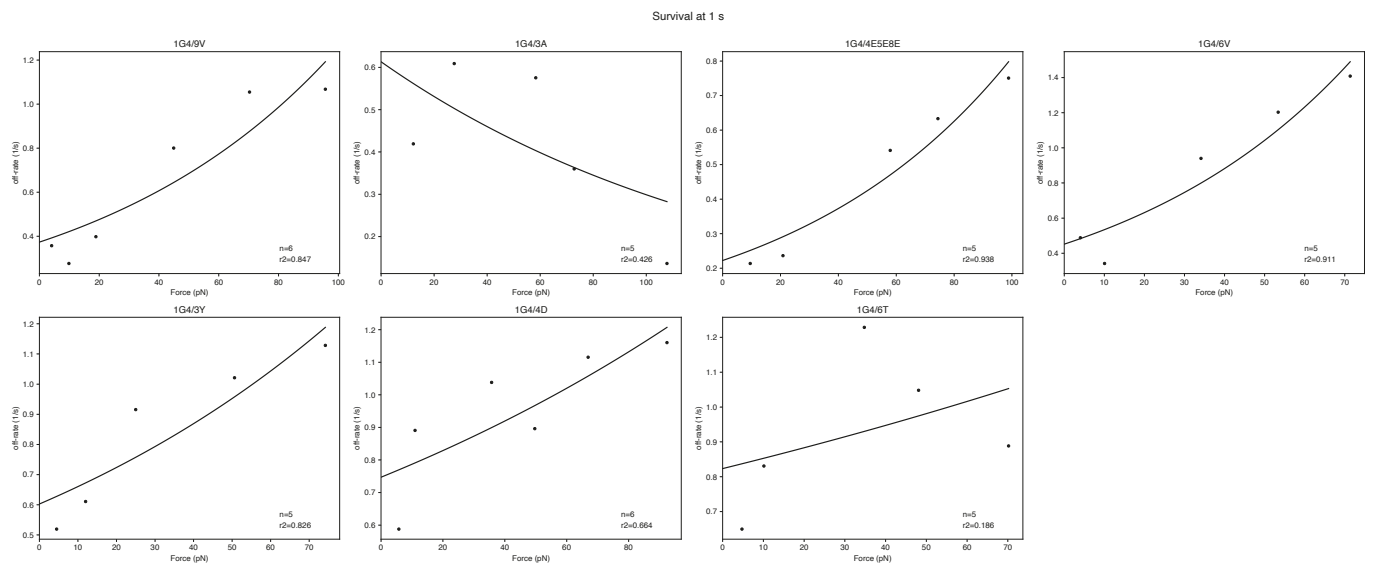 Survival at 1 s
1G4/9V
1.2
1.0
0.8
0.6
0.4
off-rate (1/s)
n=6
r2=0.847
0 20 40 60 80 100
Force (pN)
1G4/3A
0.6
0.5
0.4
0.3
0.2
off-rate (1/s)
n=5
r2=0.426
0 20 40 60 80 100
Force (pN)
1G4/4E5E8E
0.8
0.7
0.6
0.5
0.4
0.3
0.2
off-rate (1/s)
n=5
r2=0.938
0 20 40 60 80 100
Force (pN)
1G4/6V
1.4
1.2
1.0
0.8
0.6
0.4
off-rate (1/s)
n=5
r2=0.911
0 10 20 30 40 50 60 70
Force (pN)
1G4/3Y
1.2
1.1
1.0
0.9
0.8
0.7
0.6
0.5
off-rate (1/s)
n=5
r2=0.826
0 10 20 30 40 50 60 70
Force (pN)
1G4/4D
1.2
1.1
1.0
0.9
0.8
0.7
0.6
off-rate (1/s)
n=6
r2=0.664
0 20 40 60 80
Force (pN)
1G4/6T
1.2
1.1
1.0
0.9
0.8
0.7
off-rate (1/s)
n=5
r2=0.186
0 10 20 30 40 50 60 70
Force (pN)